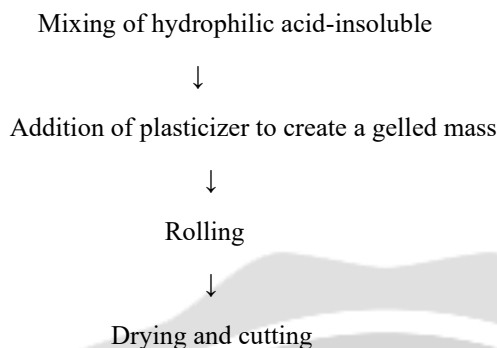 Mixing of hydrophilic acid-insoluble
↓
Addition of plasticizer to create a gelled mass
↓
Rolling
↓
Drying and cutting